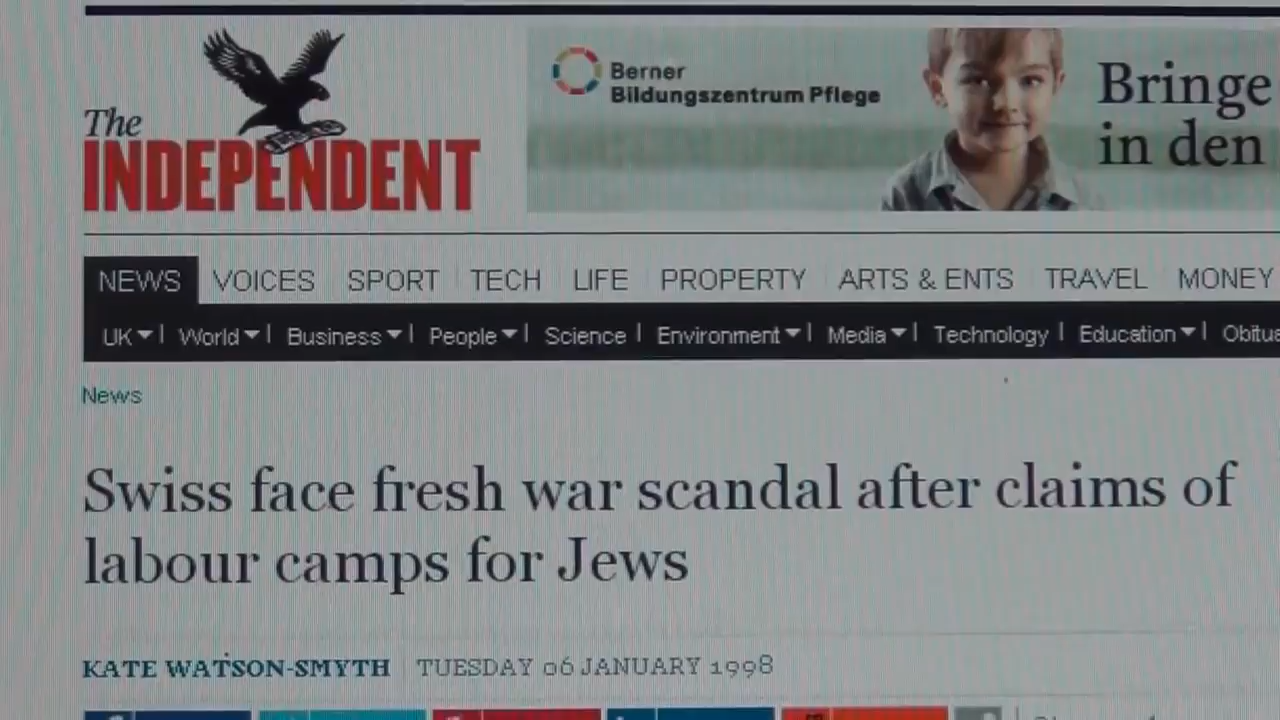 The
INDEPENDENT
Berner
Bildungszentrum Pflege
Bringe
in den
NEWS VOICES SPORT TECH LIFE PROPERTY ARTS & ENTS TRAVEL MONEY
UK World Business People Science Environment Media Technology Education Obitua
News
Swiss face fresh war scandal after claims of
labour camps for Jews
KATE WATSON-SMYTH TUESDAY 06 JANUARY 1998